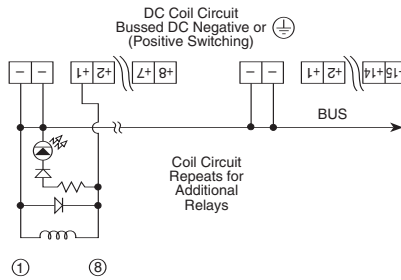 DC Coil Circuit
Bussed DC Negative or
(Positive Switching)
– – +1 +2 +7 +8 – – +1 +2 +14 +15
BUS
Coil Circuit
Repeats for
Additional
Relays
1 8